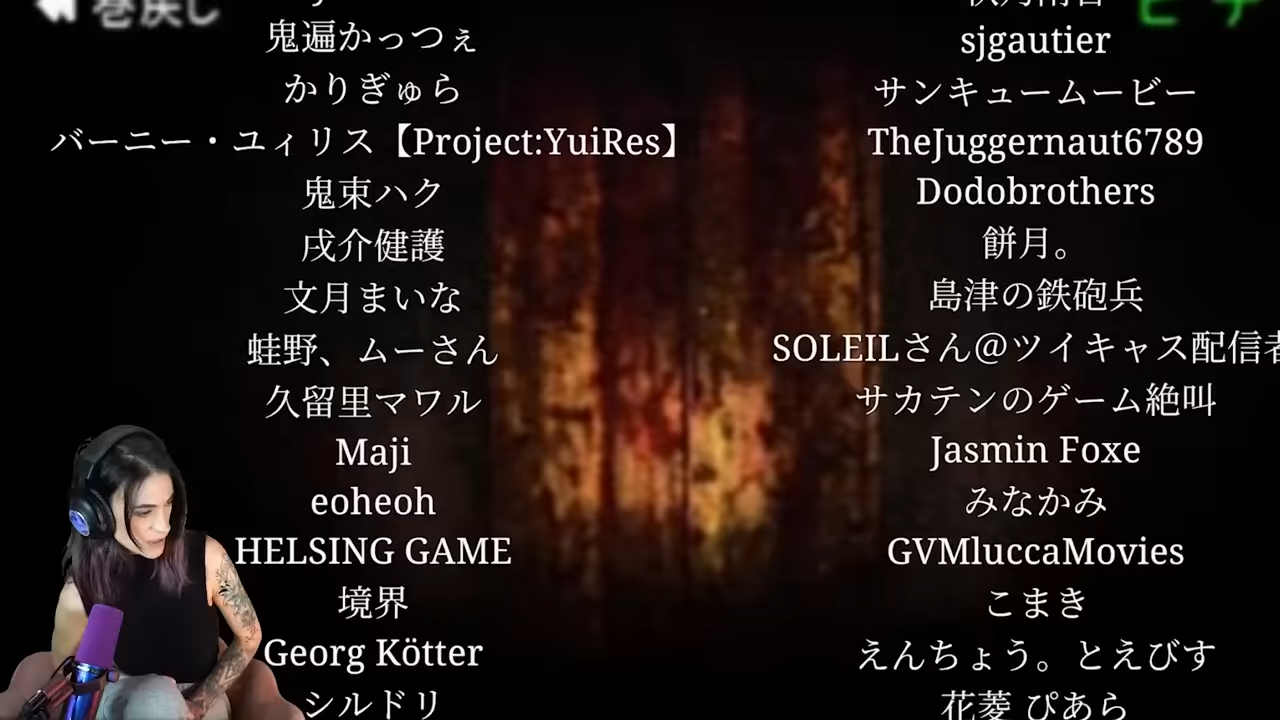 巻戻し
鬼遍かっつぇ
かりぎゅら
バーニー・ユィリス【Project:YuiRes】
鬼束ハク
戌介健護
文月まいな
蛙野、ムーさん
久留里マワル
Maji
eoheoh
HELSING GAME
境界
Georg Kötter
シルドリ
sjgautier
サンキュームービー
TheJuggernaut6789
Dodobrothers
餅月。
島津の鉄砲兵
SOLEILさん@ツイキャス配信者
サカテンのゲーム絶叫
Jasmin Foxe
みなかみ
GVMluccaMovies
こまき
えんちょう。とえびす
花菱 ぴあら